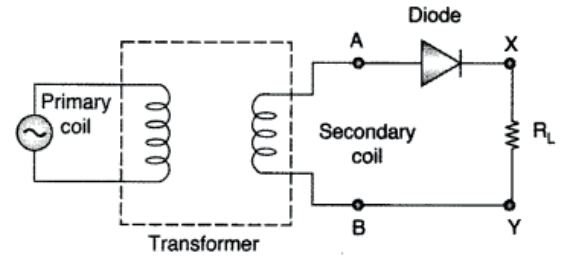 Diode
A
X
Primary
coil
Secondary
coil
R_L
B
Y
Transformer